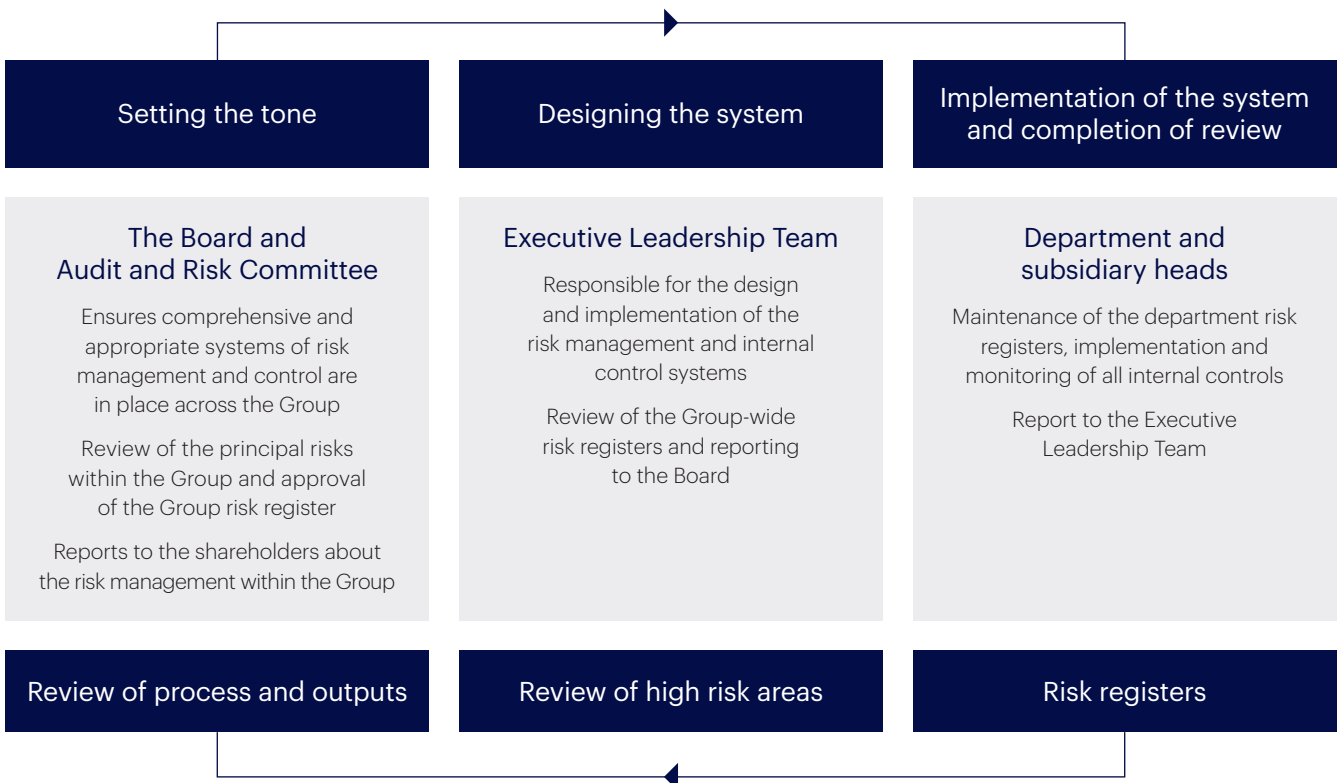 Setting the tone
Designing the system
Implementation of the system
and completion of review
The Board and
Audit and Risk Committee
Ensures comprehensive and
appropriate systems of risk
management and control are
in place across the Group
Review of the principal risks
within the Group and approval
of the Group risk register
Reports to the shareholders about
the risk management within the Group
Executive Leadership Team
Responsible for the design
and implementation of the
risk management and internal
control systems
Review of the Group-wide
risk registers and reporting
to the Board
Department and
subsidiary heads
Maintenance of the department risk
registers, implementation and
monitoring of all internal controls
Report to the Executive
Leadership Team
Review of process and outputs
Review of high risk areas
Risk registers